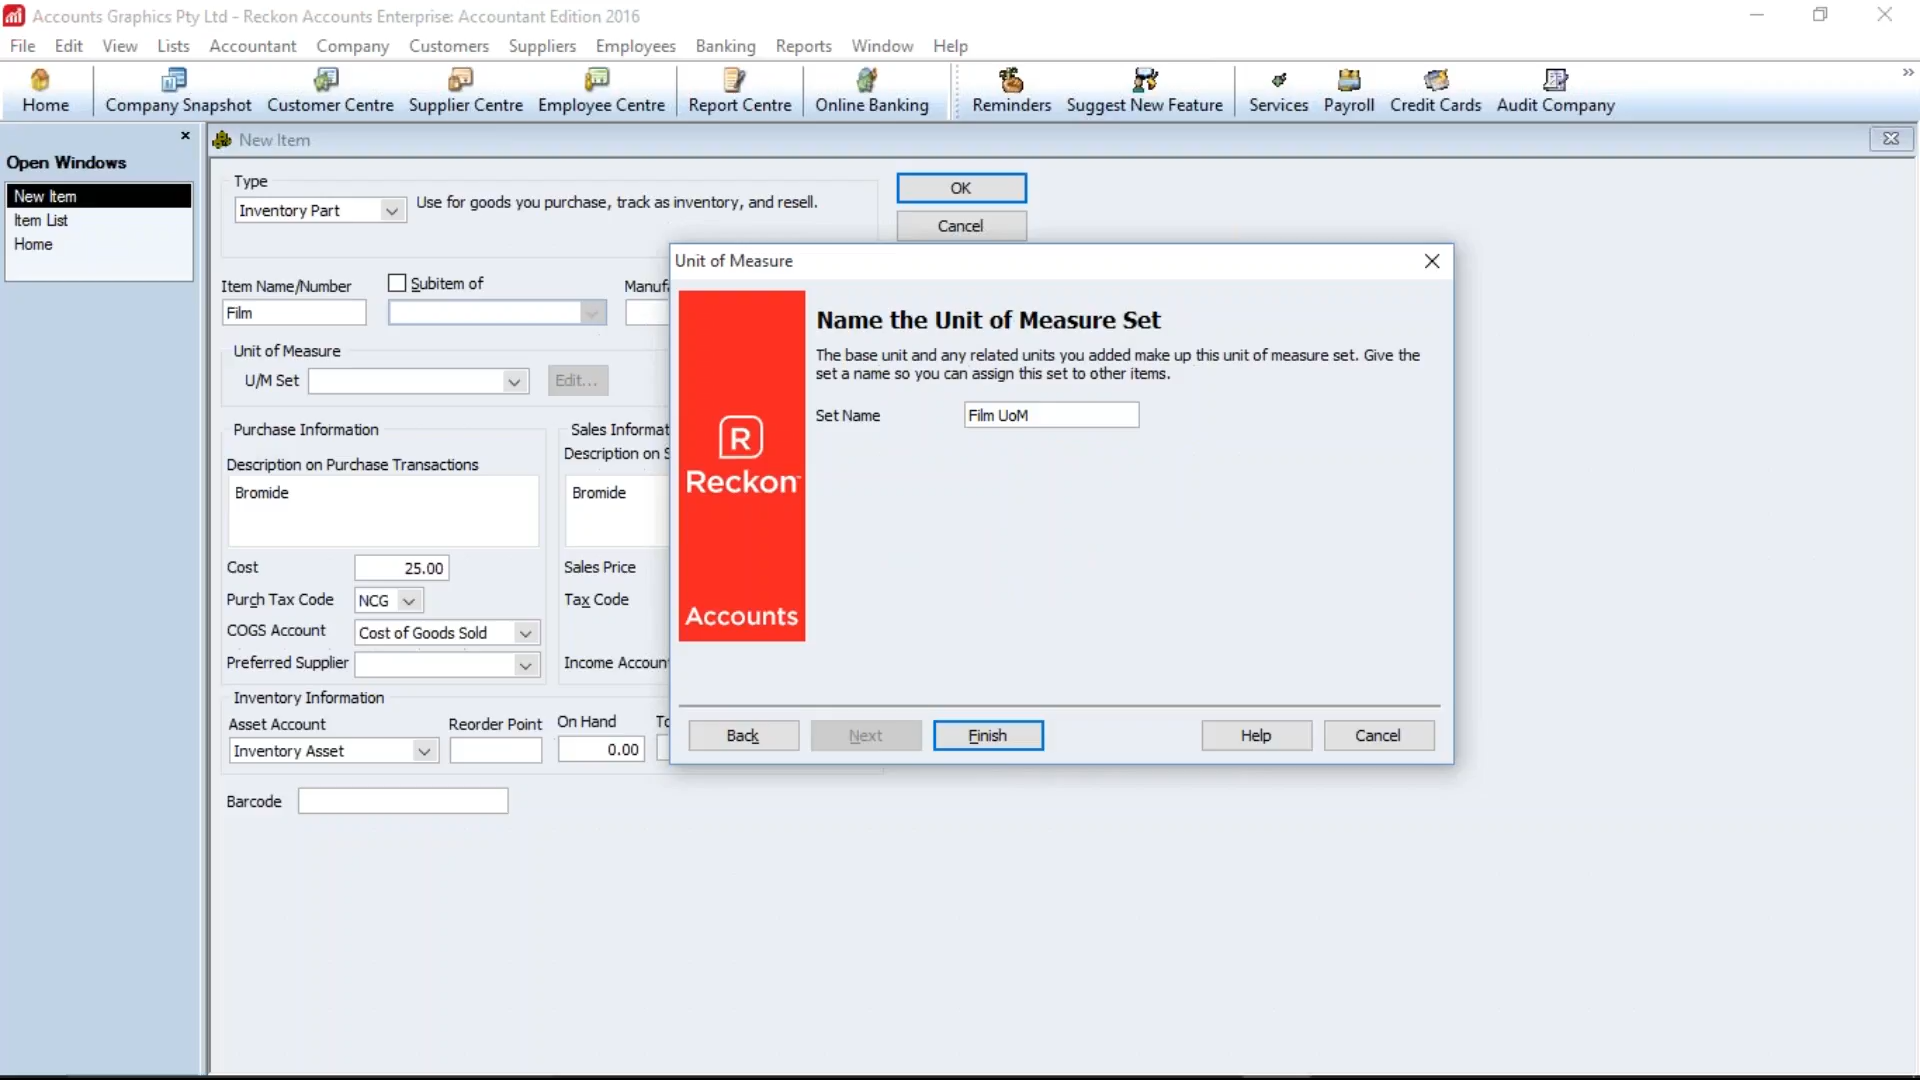 Accounts Graphics Pty Ltd - Reckon Accounts Enterprise: Accountant Edition 2016
File Edit View Lists Accountant Company Customers Suppliers Employees Banking Reports Window Help
Home Company Snapshot Customer Centre Supplier Centre Employee Centre Report Centre Online Banking Reminders Suggest New Feature Services Payroll Credit Cards Audit Company
Open Windows
New Item
Item List
Home
New Item
Type
Inventory Part
Use for goods you purchase, track as inventory, and resell.
OK
Cancel
Item Name/Number
Subitem of
Manufa
Film
Unit of Measure
U/M Set
Edit...
Purchase Information
Description on Purchase Transactions
Bromide
Cost
25.00
Purch Tax Code
NCG
COGS Account
Cost of Goods Sold
Preferred Supplier
Sales Informat
Description on S
Bromide
Sales Price
Tax Code
Income Accoun
Inventory Information
Asset Account
Reorder Point
On Hand
To
Inventory Asset
0.00
Barcode
Unit of Measure
R
Reckon
Accounts
Name the Unit of Measure Set
The base unit and any related units you added make up this unit of measure set. Give the
set a name so you can assign this set to other items.
Set Name
Film UoM
Back
Next
Finish
Help
Cancel